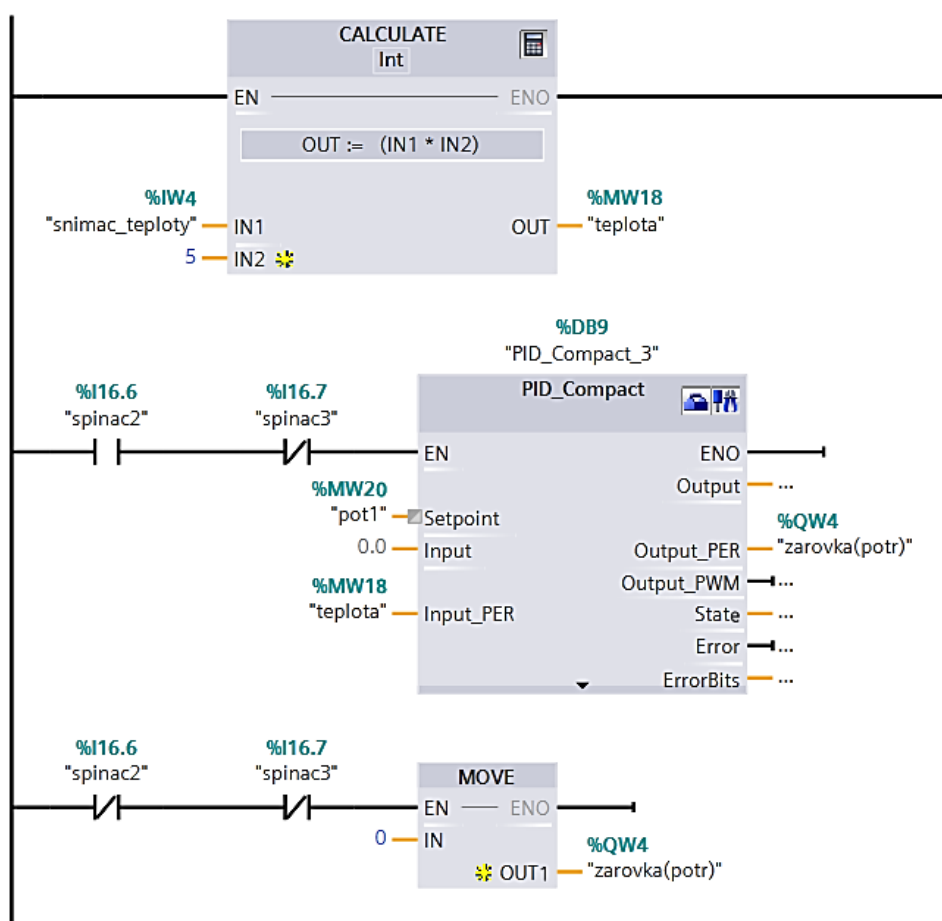 CALCULATE
Int
EN ENO
OUT := (IN1 * IN2)
%IW4 %MW18
"snimac_teploty" IN1 OUT "teplota"
5 IN2
%DB9
"PID_Compact_3"
PID_Compact
%I16.6 %I16.7
"spinac2" "spinac3"
EN ENO
%MW20 Output ...
"pot1" Setpoint %QW4
0.0 Input Output_PER "zarovka(potr)"
%MW18 Output_PWM ...
"teplota" Input_PER State ...
Error ...
ErrorBits ...
%I16.6 %I16.7
"spinac2" "spinac3" MOVE
EN ENO
0 IN %QW4
OUT1 "zarovka(potr)"